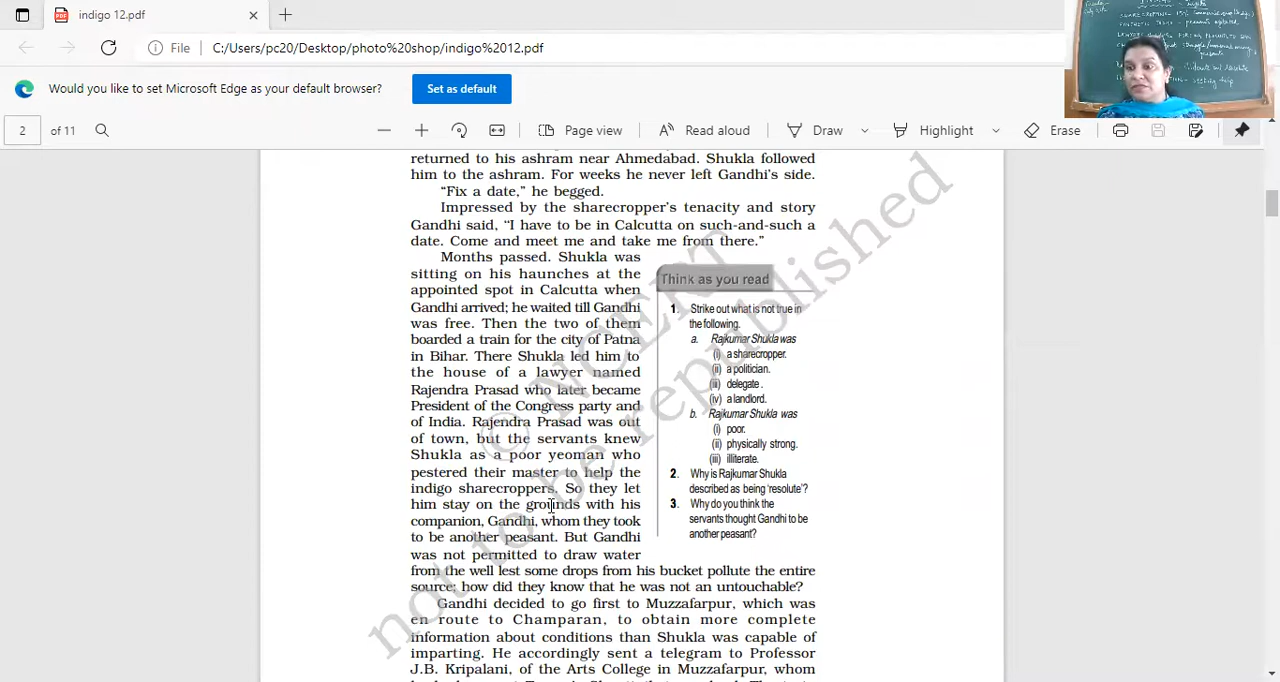 indigo 12.pdf
File
C:/Users/pc20/Desktop/photo%20shop/indigo%2012.pdf
Would you like to set Microsoft Edge as your default browser?
Set as default
2 of 11
Page view
Read aloud
Draw
Highlight
Erase
returned to his ashram near Ahmedabad. Shukla followed
him to the ashram. For weeks he never left Gandhi's side.
“Fix a date,” he begged.
Impressed by the sharecropper's tenacity and story
Gandhi said, “I have to be in Calcutta on such-and-such a
date. Come and meet me and take me from there.”
Months passed. Shukla was
sitting on his haunches at the
appointed spot in Calcutta when
Gandhi arrived; he waited till Gandhi
was free. Then the two of them
boarded a train for the city of Patna
in Bihar. There Shukla led him to
the house of a lawyer named
Rajendra Prasad who later became
President of the Congress party and
of India. Rajendra Prasad was out
of town, but the servants knew
Shukla as a poor yeoman who
pestered their master to help the
indigo sharecroppers. So they let
him stay on the grounds with his
companion, Gandhi, whom they took
to be another peasant. But Gandhi
was not permitted to draw water
from the well lest some drops from his bucket pollute the entire
source; how did they know that he was not an untouchable?
Gandhi decided to go first to Muzzafarpur, which was
en route to Champaran, to obtain more complete
information about conditions than Shukla was capable of
imparting. He accordingly sent a telegram to Professor
J.B. Kripalani, of the Arts College in Muzzafarpur, whom
Think as you read
1. Strike out what is not true in
the following.
a. Rajkumar Shukla was
(i) a sharecropper.
(ii) a politician.
(iii) delegate.
(iv) a landlord.
b. Rajkumar Shukla was
(i) poor.
(ii) physically strong.
(iii) illiterate.
2. Why is Rajkumar Shukla
described as being ‘resolute’?
3. Why do you think the
servants thought Gandhi to be
another peasant?
© NCERT
not to be republished